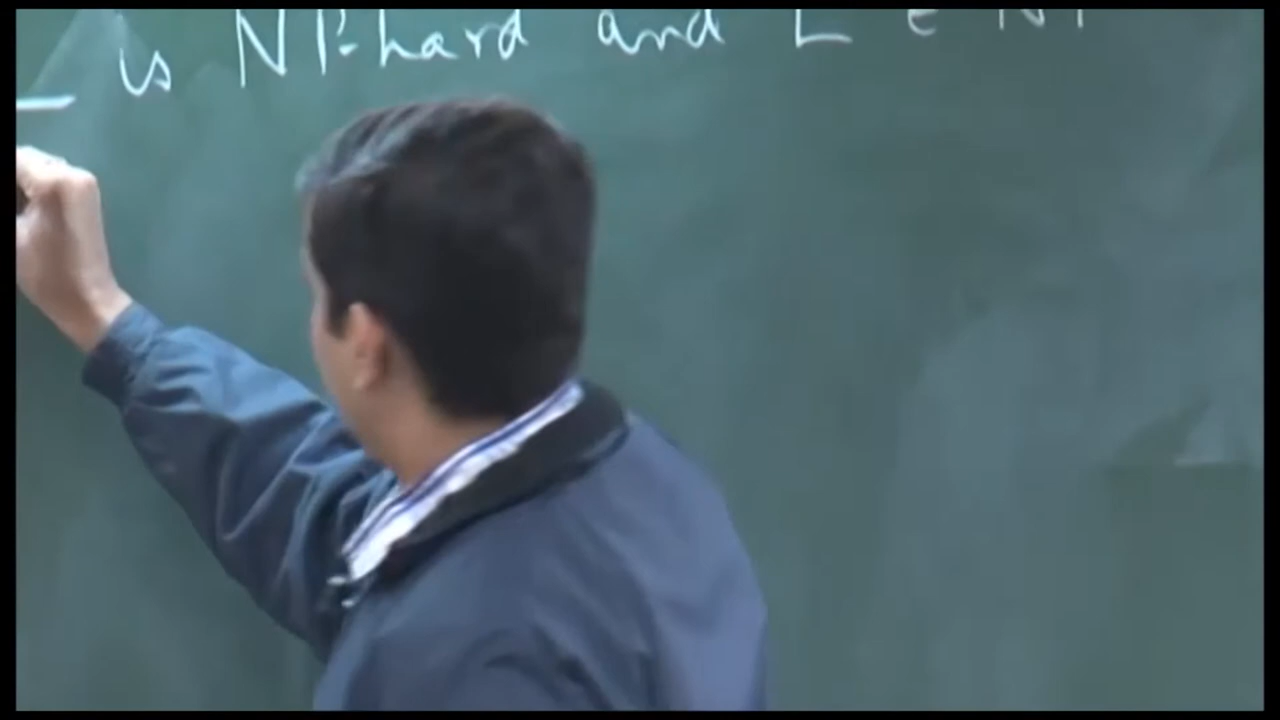 L is NP-hard and L ∈ NP